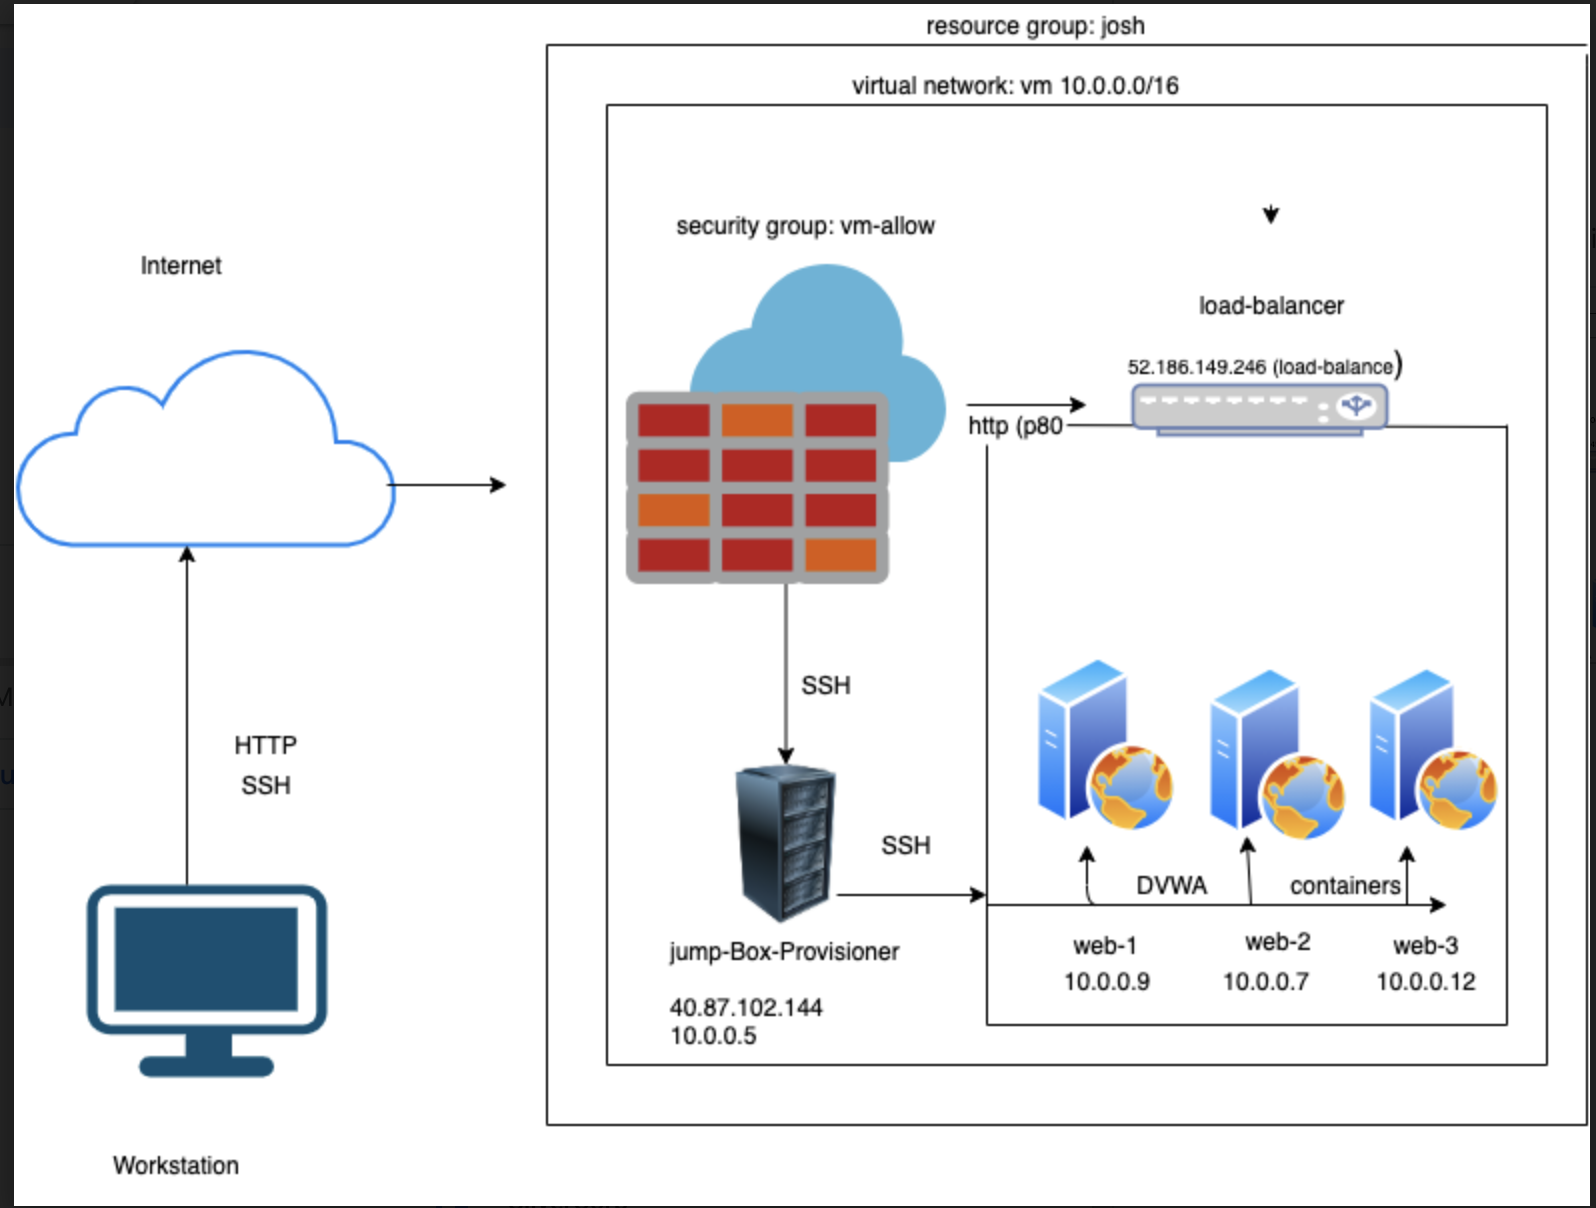 resource group: josh
virtual network: vm 10.0.0.0/16
security group: vm-allow
Internet
load-balancer
52.186.149.246 (load-balance)
http (p80
SSH
HTTP
SSH
SSH
DVWA
containers
jump-Box-Provisioner
40.87.102.144
10.0.0.5
web-1
10.0.0.9
web-2
10.0.0.7
web-3
10.0.0.12
Workstation